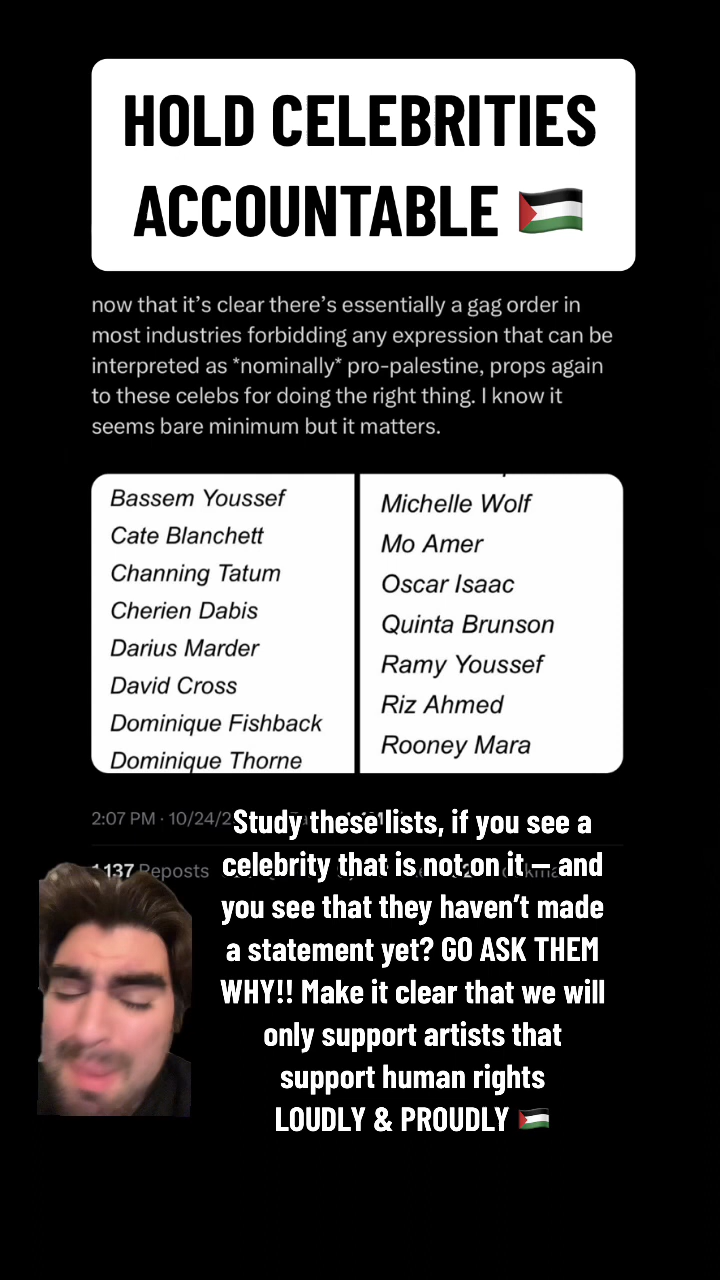 HOLD CELEBRITIES
ACCOUNTABLE 🇵🇸
now that it's clear there's essentially a gag order in
most industries forbidding any expression that can be
interpreted as *nominally* pro-palestine, props again
to these celebs for doing the right thing. I know it
seems bare minimum but it matters.
Bassem Youssef
Cate Blanchett
Channing Tatum
Cherien Dabis
Darius Marder
David Cross
Dominique Fishback
Dominique Thorne
Michelle Wolf
Mo Amer
Oscar Isaac
Quinta Brunson
Ramy Youssef
Riz Ahmed
Rooney Mara
2:07 PM · 10/24/2
Study these lists, if you see a
celebrity that is not on it – and
you see that they haven't made
a statement yet? GO ASK THEM
WHY!! Make it clear that we will
only support artists that
support human rights
LOUDLY & PROUDLY 🇵🇸
1 137 Reposts